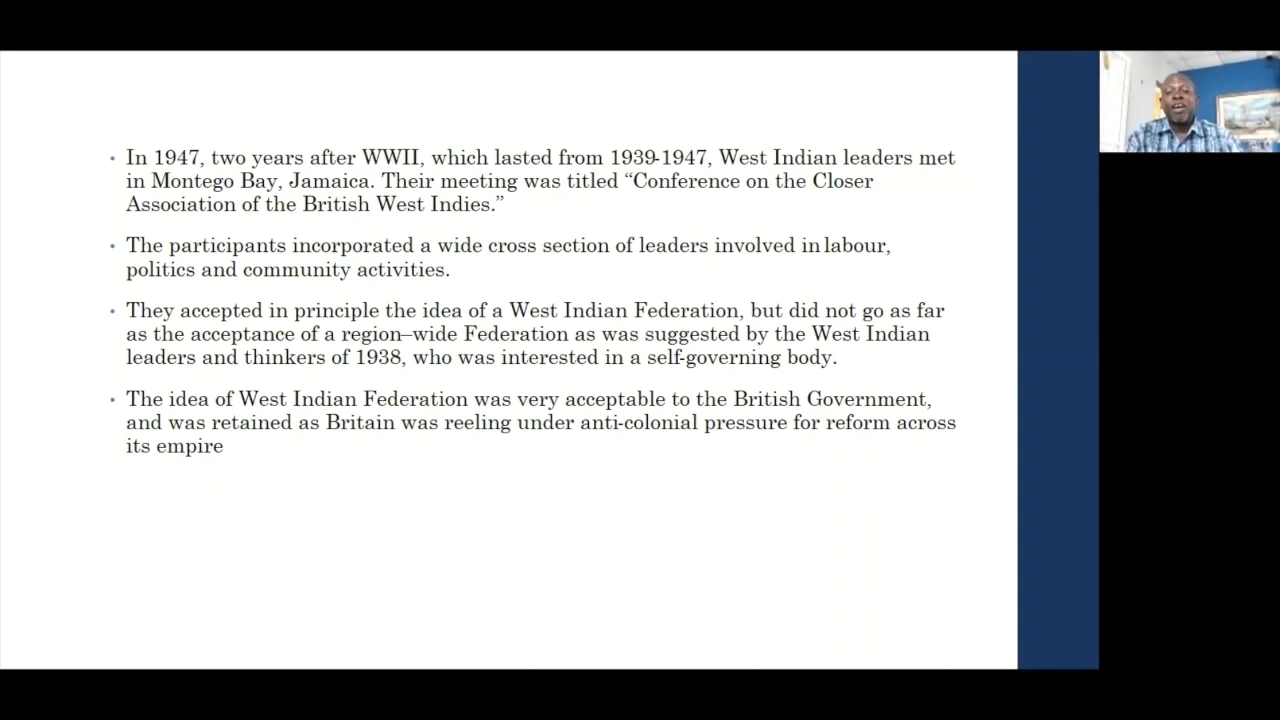 In 1947, two years after WWII, which lasted from 1939-1947, West Indian leaders met
in Montego Bay, Jamaica. Their meeting was titled “Conference on the Closer
Association of the British West Indies.”
The participants incorporated a wide cross section of leaders involved in labour,
politics and community activities.
They accepted in principle the idea of a West Indian Federation, but did not go as far
as the acceptance of a region–wide Federation as was suggested by the West Indian
leaders and thinkers of 1938, who was interested in a self-governing body.
The idea of West Indian Federation was very acceptable to the British Government,
and was retained as Britain was reeling under anti-colonial pressure for reform across
its empire